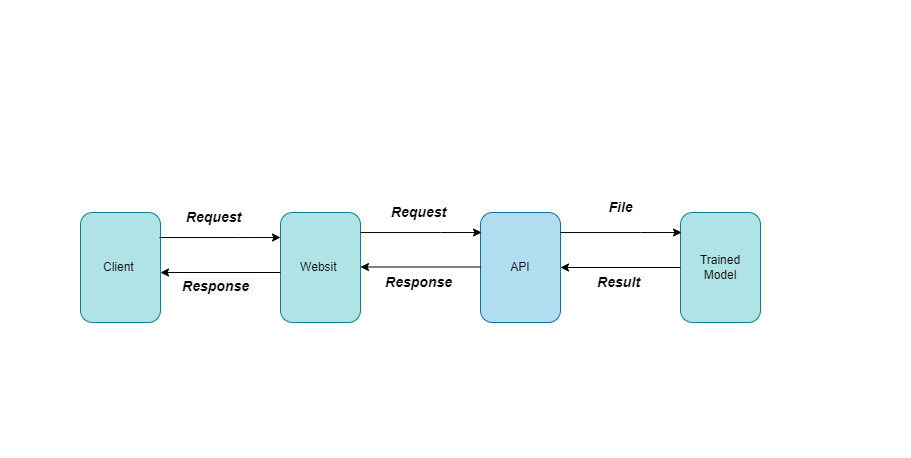 Request
Request
File
Client
Websit
API
Trained
Model
Response
Response
Result